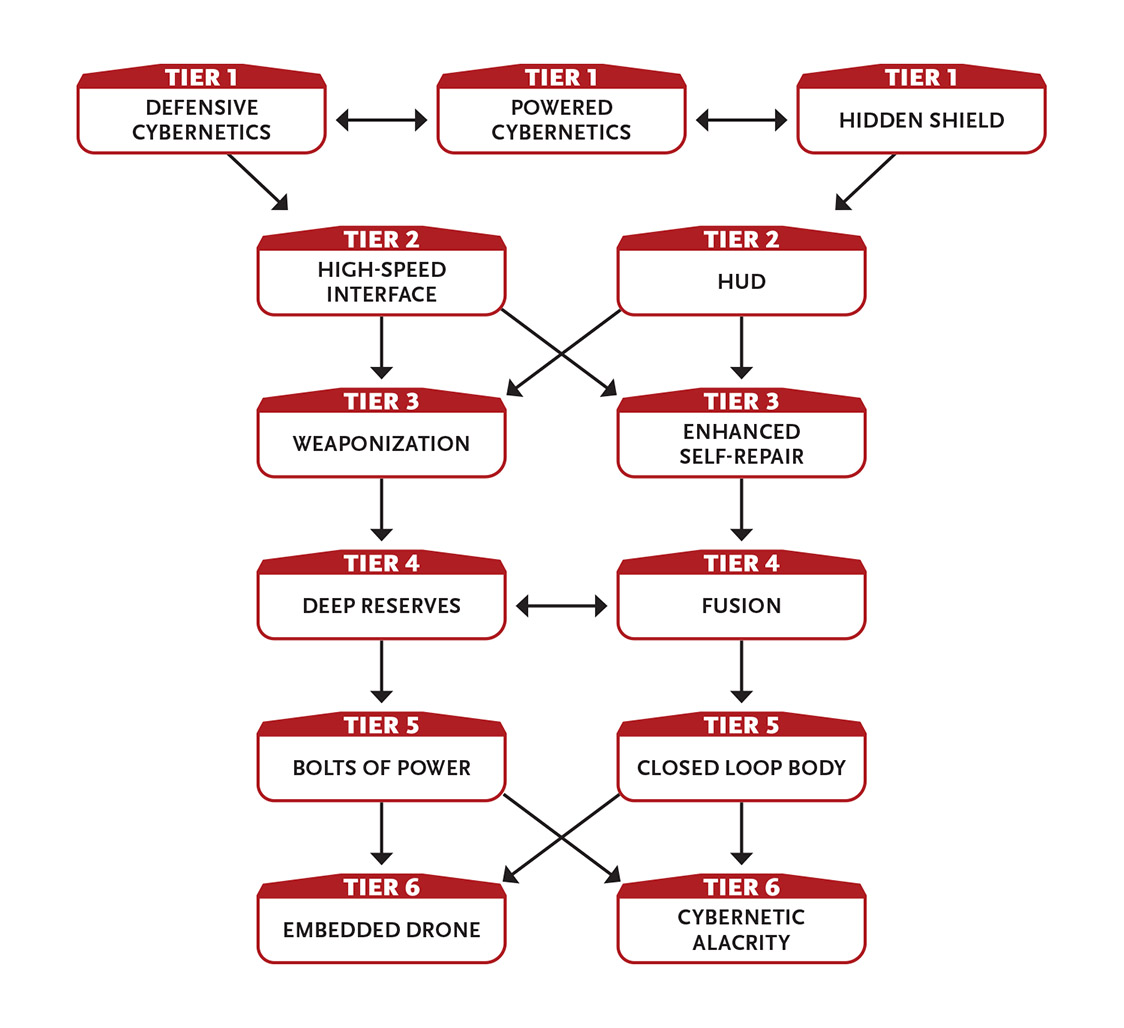 TIER 1
DEFENSIVE
CYBERNETICS
TIER 1
POWERED
CYBERNETICS
TIER 1
HIDDEN SHIELD
TIER 2
HIGH-SPEED
INTERFACE
TIER 2
HUD
TIER 3
WEAPONIZATION
TIER 3
ENHANCED
SELF-REPAIR
TIER 4
DEEP RESERVES
TIER 4
FUSION
TIER 5
BOLTS OF POWER
TIER 5
CLOSED LOOP BODY
TIER 6
EMBEDDED DRONE
TIER 6
CYBERNETIC
ALACRITY